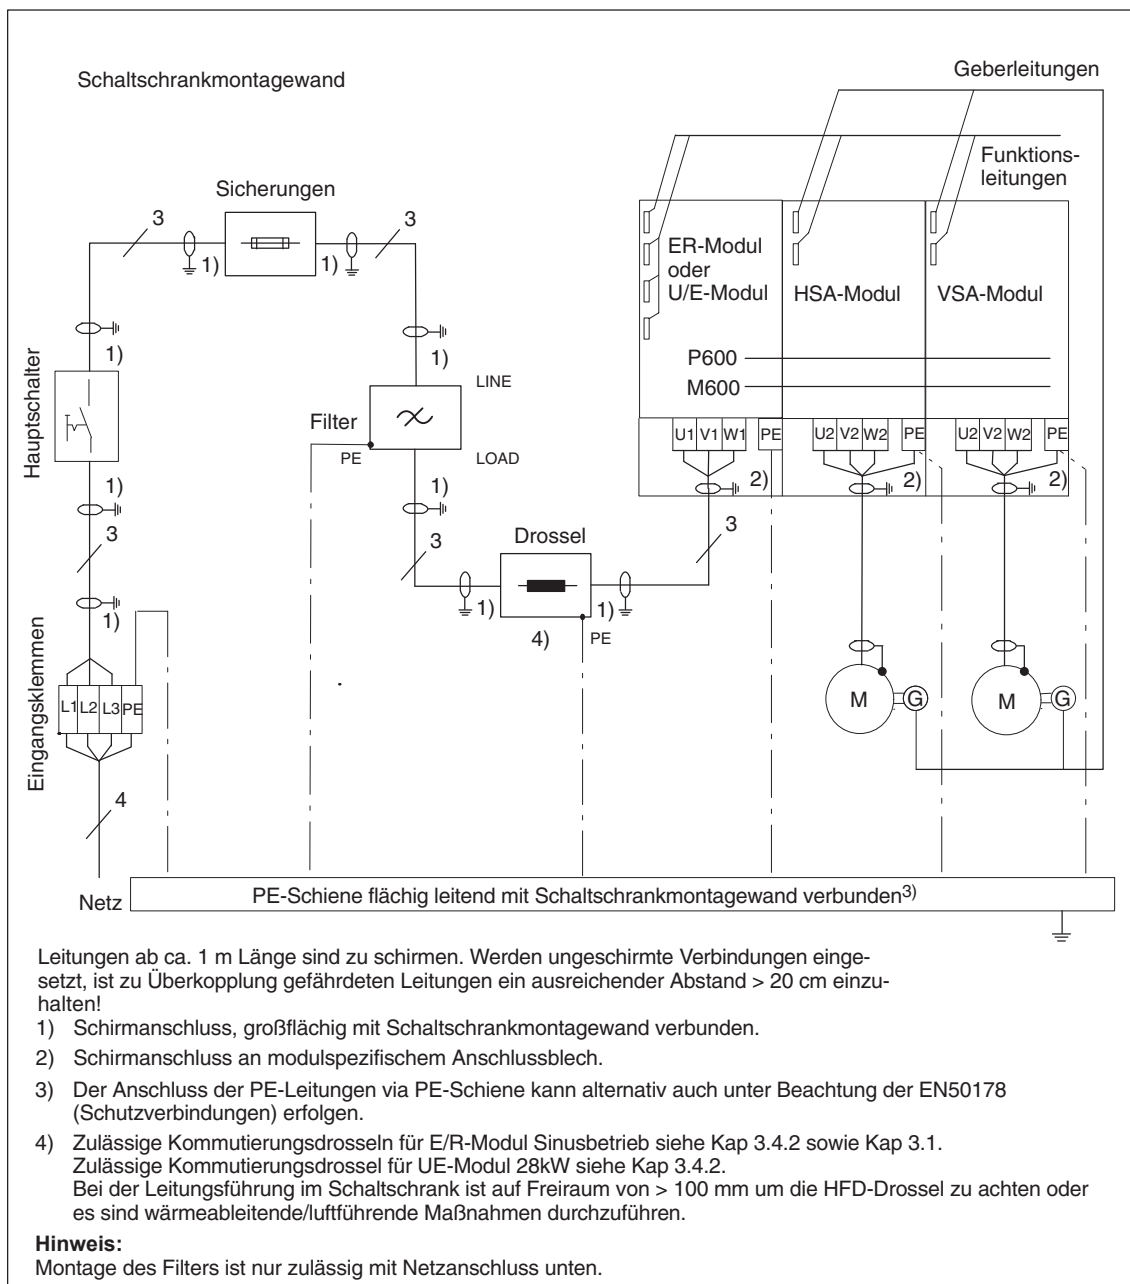 Schaltschrankmontagewand
Geberleitungen
Funktions-
leitungen
Sicherungen
3
3
1)
1)
ER-Modul
oder
U/E-Modul
HSA-Modul
VSA-Modul
Hauptschalter
1)
1)
P600
M600
LINE
Filter
PE
LOAD
U1 V1 W1 PE
U2 V2 W2 PE
U2 V2 W2 PE
1)
1)
2)
2)
2)
3
3
Drossel
3
1)
1)
1)
4)
PE
Eingangsklemmen
L1 L2 L3 PE
M
G
M
G
4
Netz
PE-Schiene flächig leitend mit Schaltschrankmontagewand verbunden3)
Leitungen ab ca. 1 m Länge sind zu schirmen. Werden ungeschirmte Verbindungen einge-
setzt, ist zu Überkopplung gefährdeten Leitungen ein ausreichender Abstand > 20 cm einzu-
halten!
1) Schirmanschluss, großflächig mit Schaltschrankmontagewand verbunden.
2) Schirmanschluss an modulspezifischem Anschlussblech.
3) Der Anschluss der PE-Leitungen via PE-Schiene kann alternativ auch unter Beachtung der EN50178
(Schutzverbindungen) erfolgen.
4) Zulässige Kommutierungsdrosseln für E/R-Modul Sinusbetrieb siehe Kap 3.4.2 sowie Kap 3.1.
Zulässige Kommutierungsdrossel für UE-Modul 28kW siehe Kap 3.4.2.
Bei der Leitungsführung im Schaltschrank ist auf Freiraum von > 100 mm um die HFD-Drossel zu achten oder
es sind wärmeableitende/luftführende Maßnahmen durchzuführen.
Hinweis:
Montage des Filters ist nur zulässig mit Netzanschluss unten.